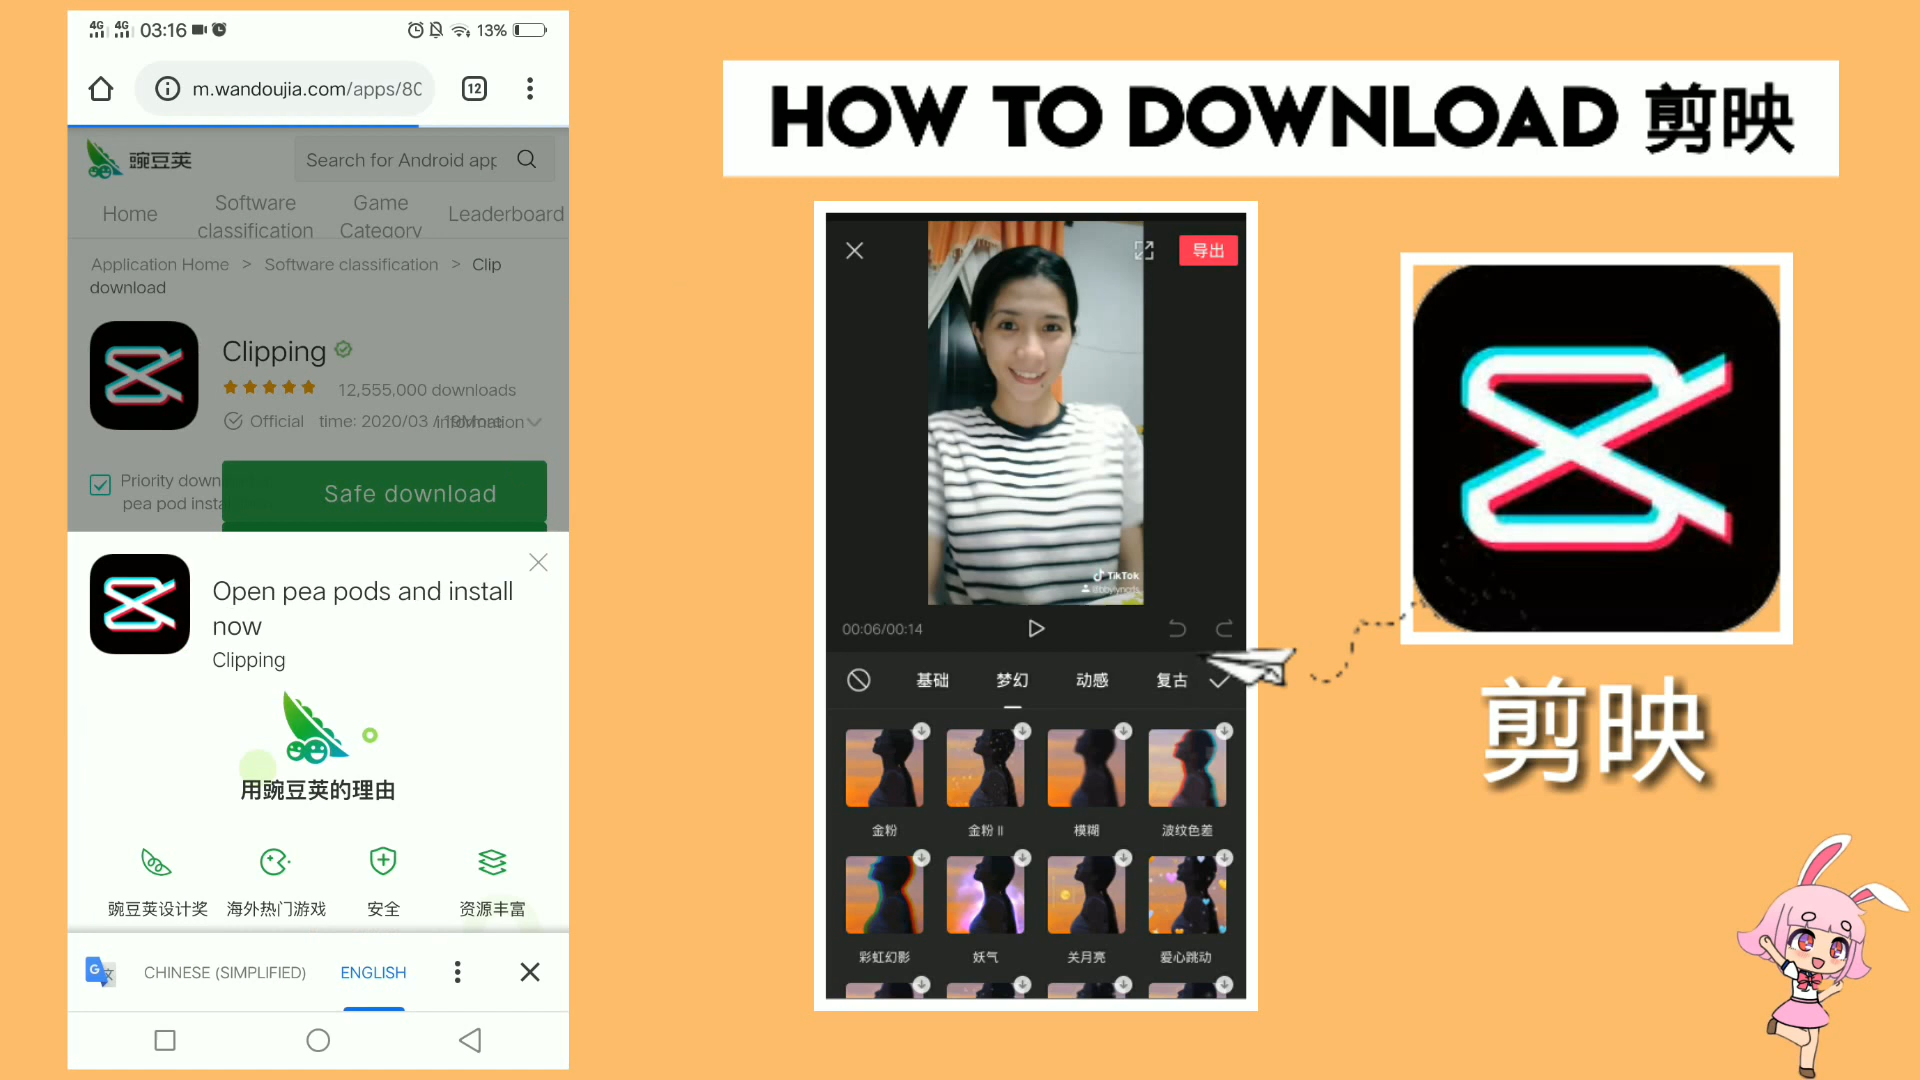 4G 4G 03:16 13%
m.wandoujia.com/apps/80
12
豌豆荚
Search for Android app
Home
Software classification
Game Category
Leaderboard
Application Home > Software classification > Clip download
Clipping
12,555,000 downloads
Official time: 2020/03
Priority down
pea pod insta
Safe download
Open pea pods and install
now
Clipping
用豌豆荚的理由
豌豆荚设计奖 海外热门游戏 安全 资源丰富
CHINESE (SIMPLIFIED) ENGLISH
HOW TO DOWNLOAD 剪映
导出
TikTok
00:06/00:14
基础 梦幻 动感 复古
金粉 金粉 II 模糊 波纹色差
彩虹幻影 妖气 关月亮 爱心跳动
剪映